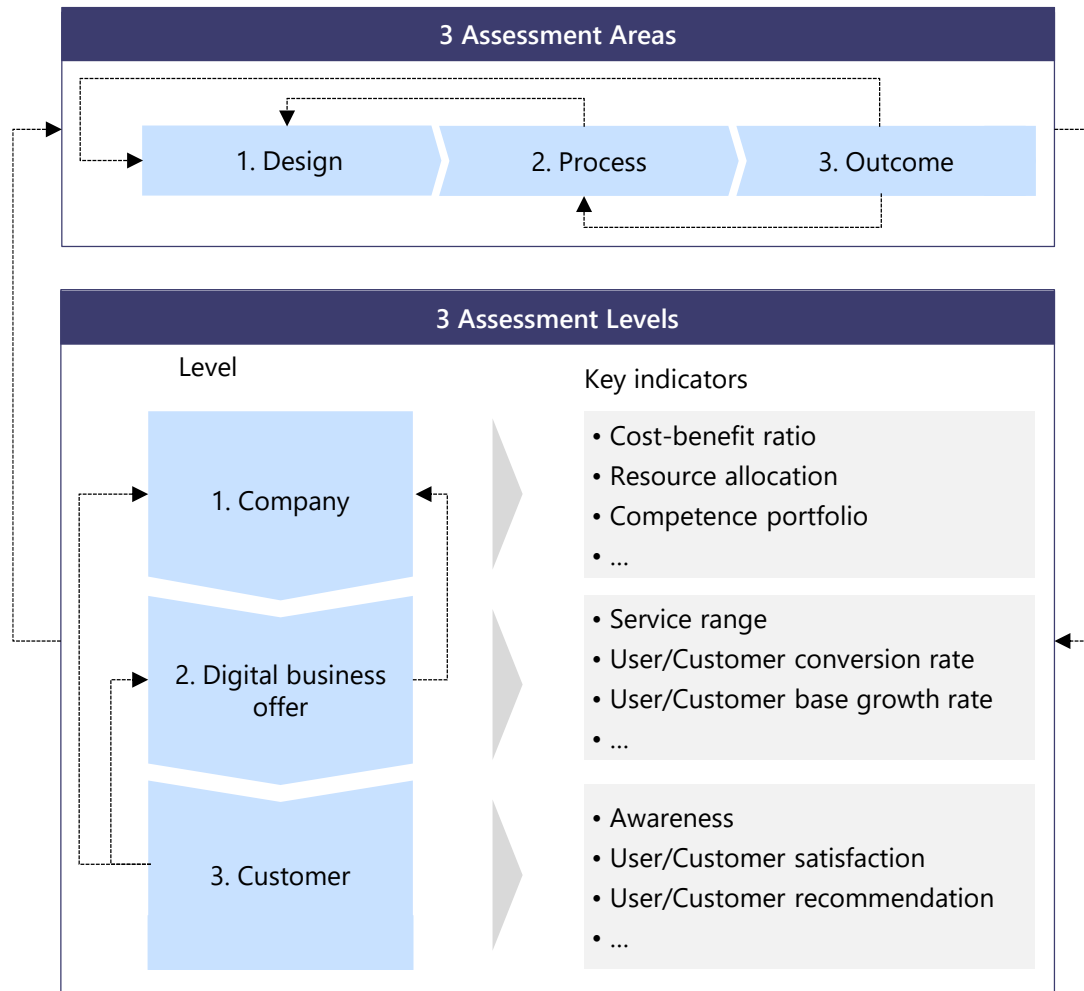 3 Assessment Areas
1. Design
2. Process
3. Outcome
3 Assessment Levels
Level
Key indicators
1. Company
• Cost-benefit ratio
• Resource allocation
• Competence portfolio
• ...
2. Digital business
offer
• Service range
• User/Customer conversion rate
• User/Customer base growth rate
• ...
3. Customer
• Awareness
• User/Customer satisfaction
• User/Customer recommendation
• ...